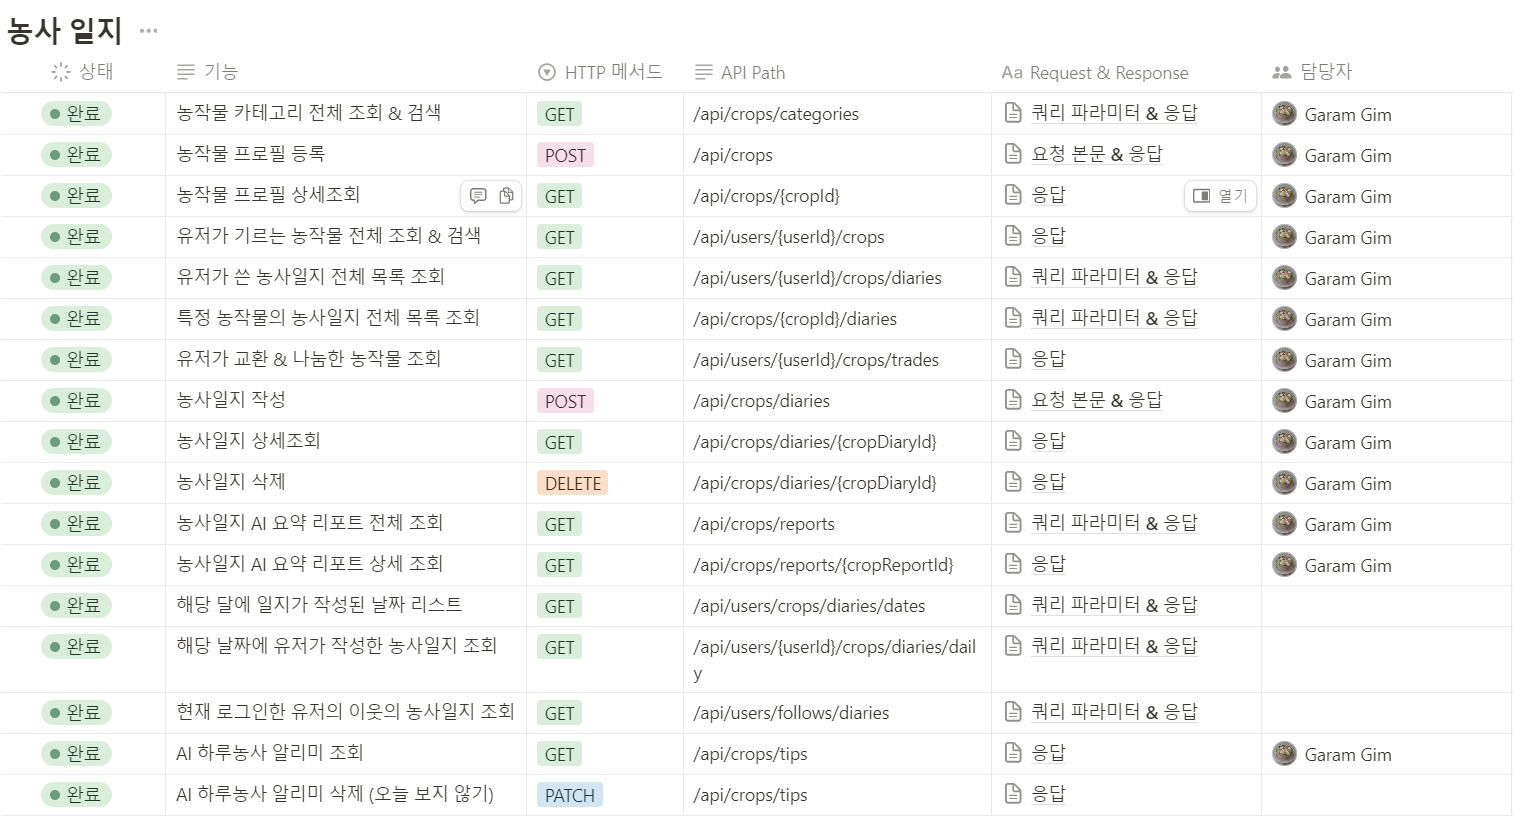 농사 일지 ···
상태 기능 HTTP 메서드 API Path Aa Request & Response 담당자
완료 농작물 카테고리 전체 조회 & 검색 GET /api/crops/categories 쿼리 파라미터 & 응답 Garam Gim
완료 농작물 프로필 등록 POST /api/crops 요청 본문 & 응답 Garam Gim
완료 농작물 프로필 상세조회 GET /api/crops/{cropId} 응답 열기 Garam Gim
완료 유저가 기르는 농작물 전체 조회 & 검색 GET /api/users/{userId}/crops 응답 Garam Gim
완료 유저가 쓴 농사일지 전체 목록 조회 GET /api/users/{userId}/crops/diaries 쿼리 파라미터 & 응답 Garam Gim
완료 특정 농작물의 농사일지 전체 목록 조회 GET /api/crops/{cropId}/diaries 쿼리 파라미터 & 응답 Garam Gim
완료 유저가 교환 & 나눔한 농작물 조회 GET /api/users/{userId}/crops/trades 응답 Garam Gim
완료 농사일지 작성 POST /api/crops/diaries 요청 본문 & 응답 Garam Gim
완료 농사일지 상세조회 GET /api/crops/diaries/{cropDiaryId} 응답 Garam Gim
완료 농사일지 삭제 DELETE /api/crops/diaries/{cropDiaryId} 응답 Garam Gim
완료 농사일지 AI 요약 리포트 전체 조회 GET /api/crops/reports 쿼리 파라미터 & 응답 Garam Gim
완료 농사일지 AI 요약 리포트 상세 조회 GET /api/crops/reports/{cropReportId} 응답 Garam Gim
완료 해당 달에 일지가 작성된 날짜 리스트 GET /api/users/crops/diaries/dates 쿼리 파라미터 & 응답
완료 해당 날짜에 유저가 작성한 농사일지 조회 GET /api/users/{userId}/crops/diaries/dail 쿼리 파라미터 & 응답
y
완료 현재 로그인한 유저의 이웃의 농사일지 조회 GET /api/users/follows/diaries 쿼리 파라미터 & 응답
완료 AI 하루농사 알리미 조회 GET /api/crops/tips 응답 Garam Gim
완료 AI 하루농사 알리미 삭제 (오늘 보지 않기) PATCH /api/crops/tips 응답